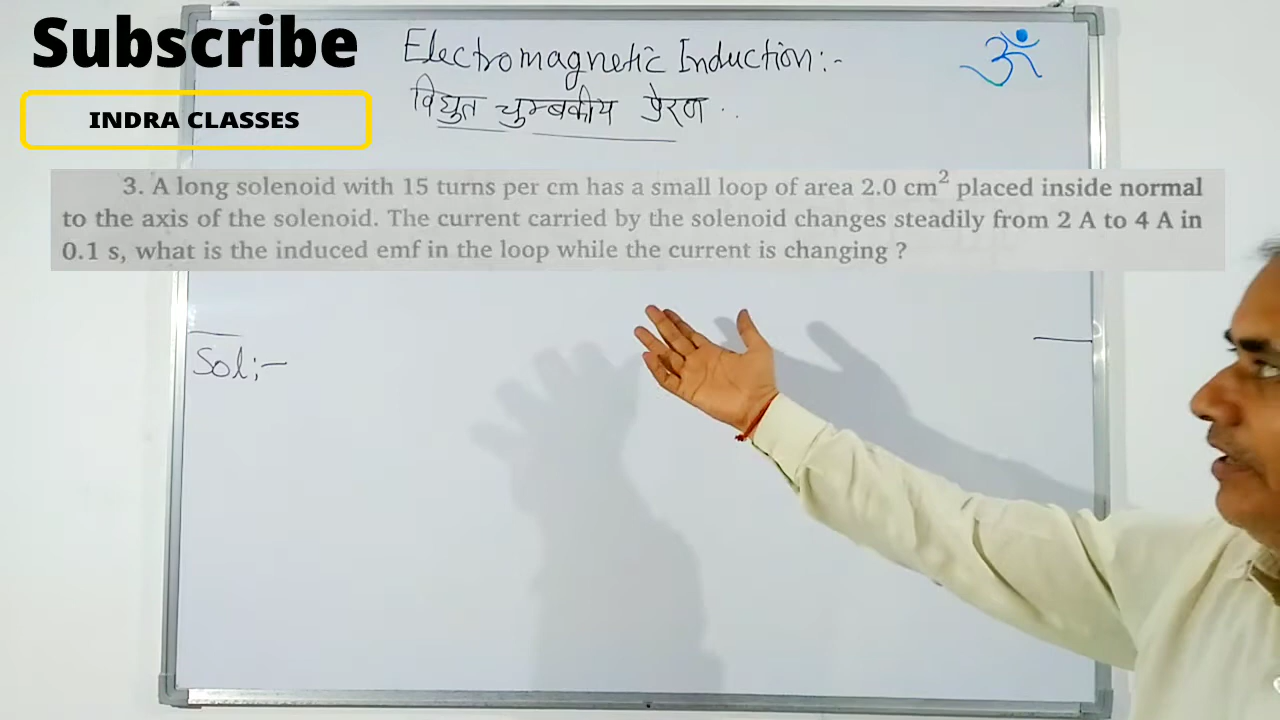 Subscribe
INDRA CLASSES
Electromagnetic Induction:-
विद्युत चुम्बकीय प्रेरण
3. A long solenoid with 15 turns per cm has a small loop of area 2.0 cm² placed inside normal
to the axis of the solenoid. The current carried by the solenoid changes steadily from 2 A to 4 A in
0.1 s, what is the induced emf in the loop while the current is changing ?
Sol:-
ॐ